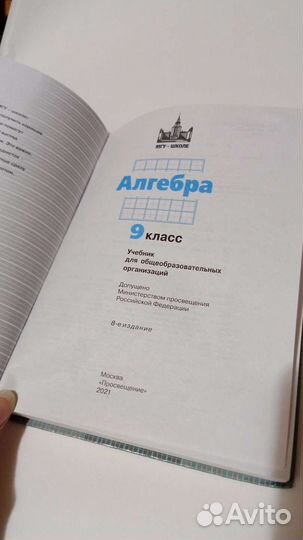 МГУ - ШКОЛЕ
Алгебра
9 класс
Учебник
для общеобразовательных
организаций
Допущено
Министерством просвещения
Российской Федерации
8-е издание
Москва
«Просвещение»
2021
Avito